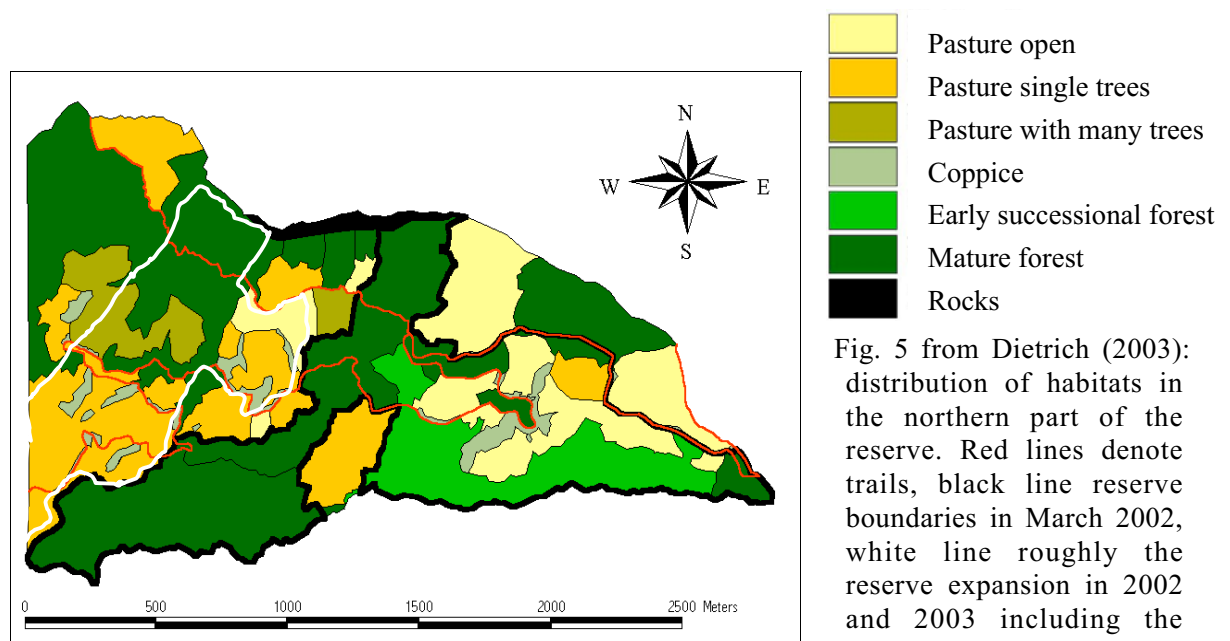 Pasture open
Pasture single trees
Pasture with many trees
Coppice
Early successional forest
Mature forest
Rocks
N
W
E
S
0
500
1000
1500
2000
2500 Meters
Fig. 5 from Dietrich (2003):
distribution of habitats in
the northern part of the
reserve. Red lines denote
trails, black line reserve
boundaries in March 2002,
white line roughly the
reserve expansion in 2002
and 2003 including the